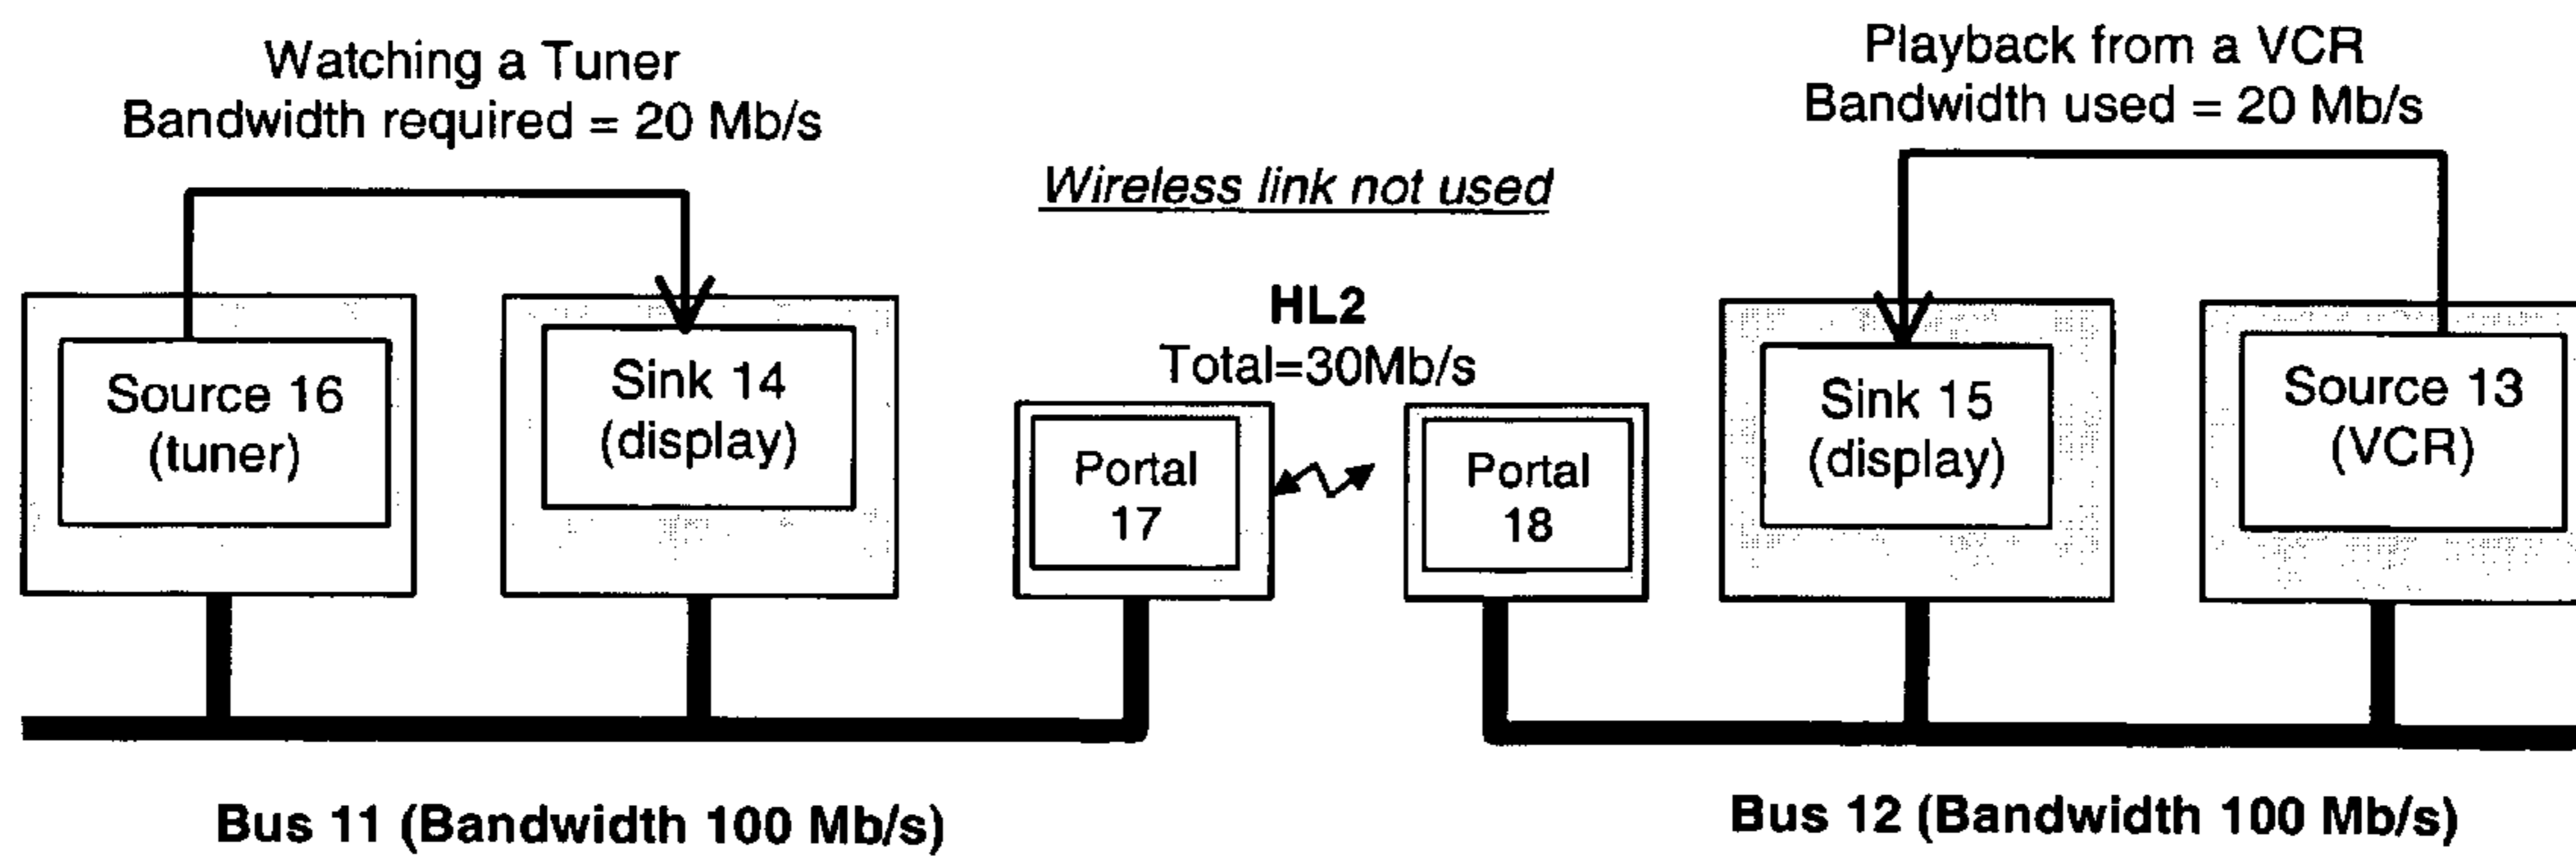 Watching a Tuner
Bandwidth required = 20 Mb/s
Playback from a VCR
Bandwidth used = 20 Mb/s
Wireless link not used
HL2
Total=30Mb/s
Source 16
(tuner)
Sink 14
(display)
Portal
17
Portal
18
Sink 15
(display)
Source 13
(VCR)
Bus 11 (Bandwidth 100 Mb/s)
Bus 12 (Bandwidth 100 Mb/s)